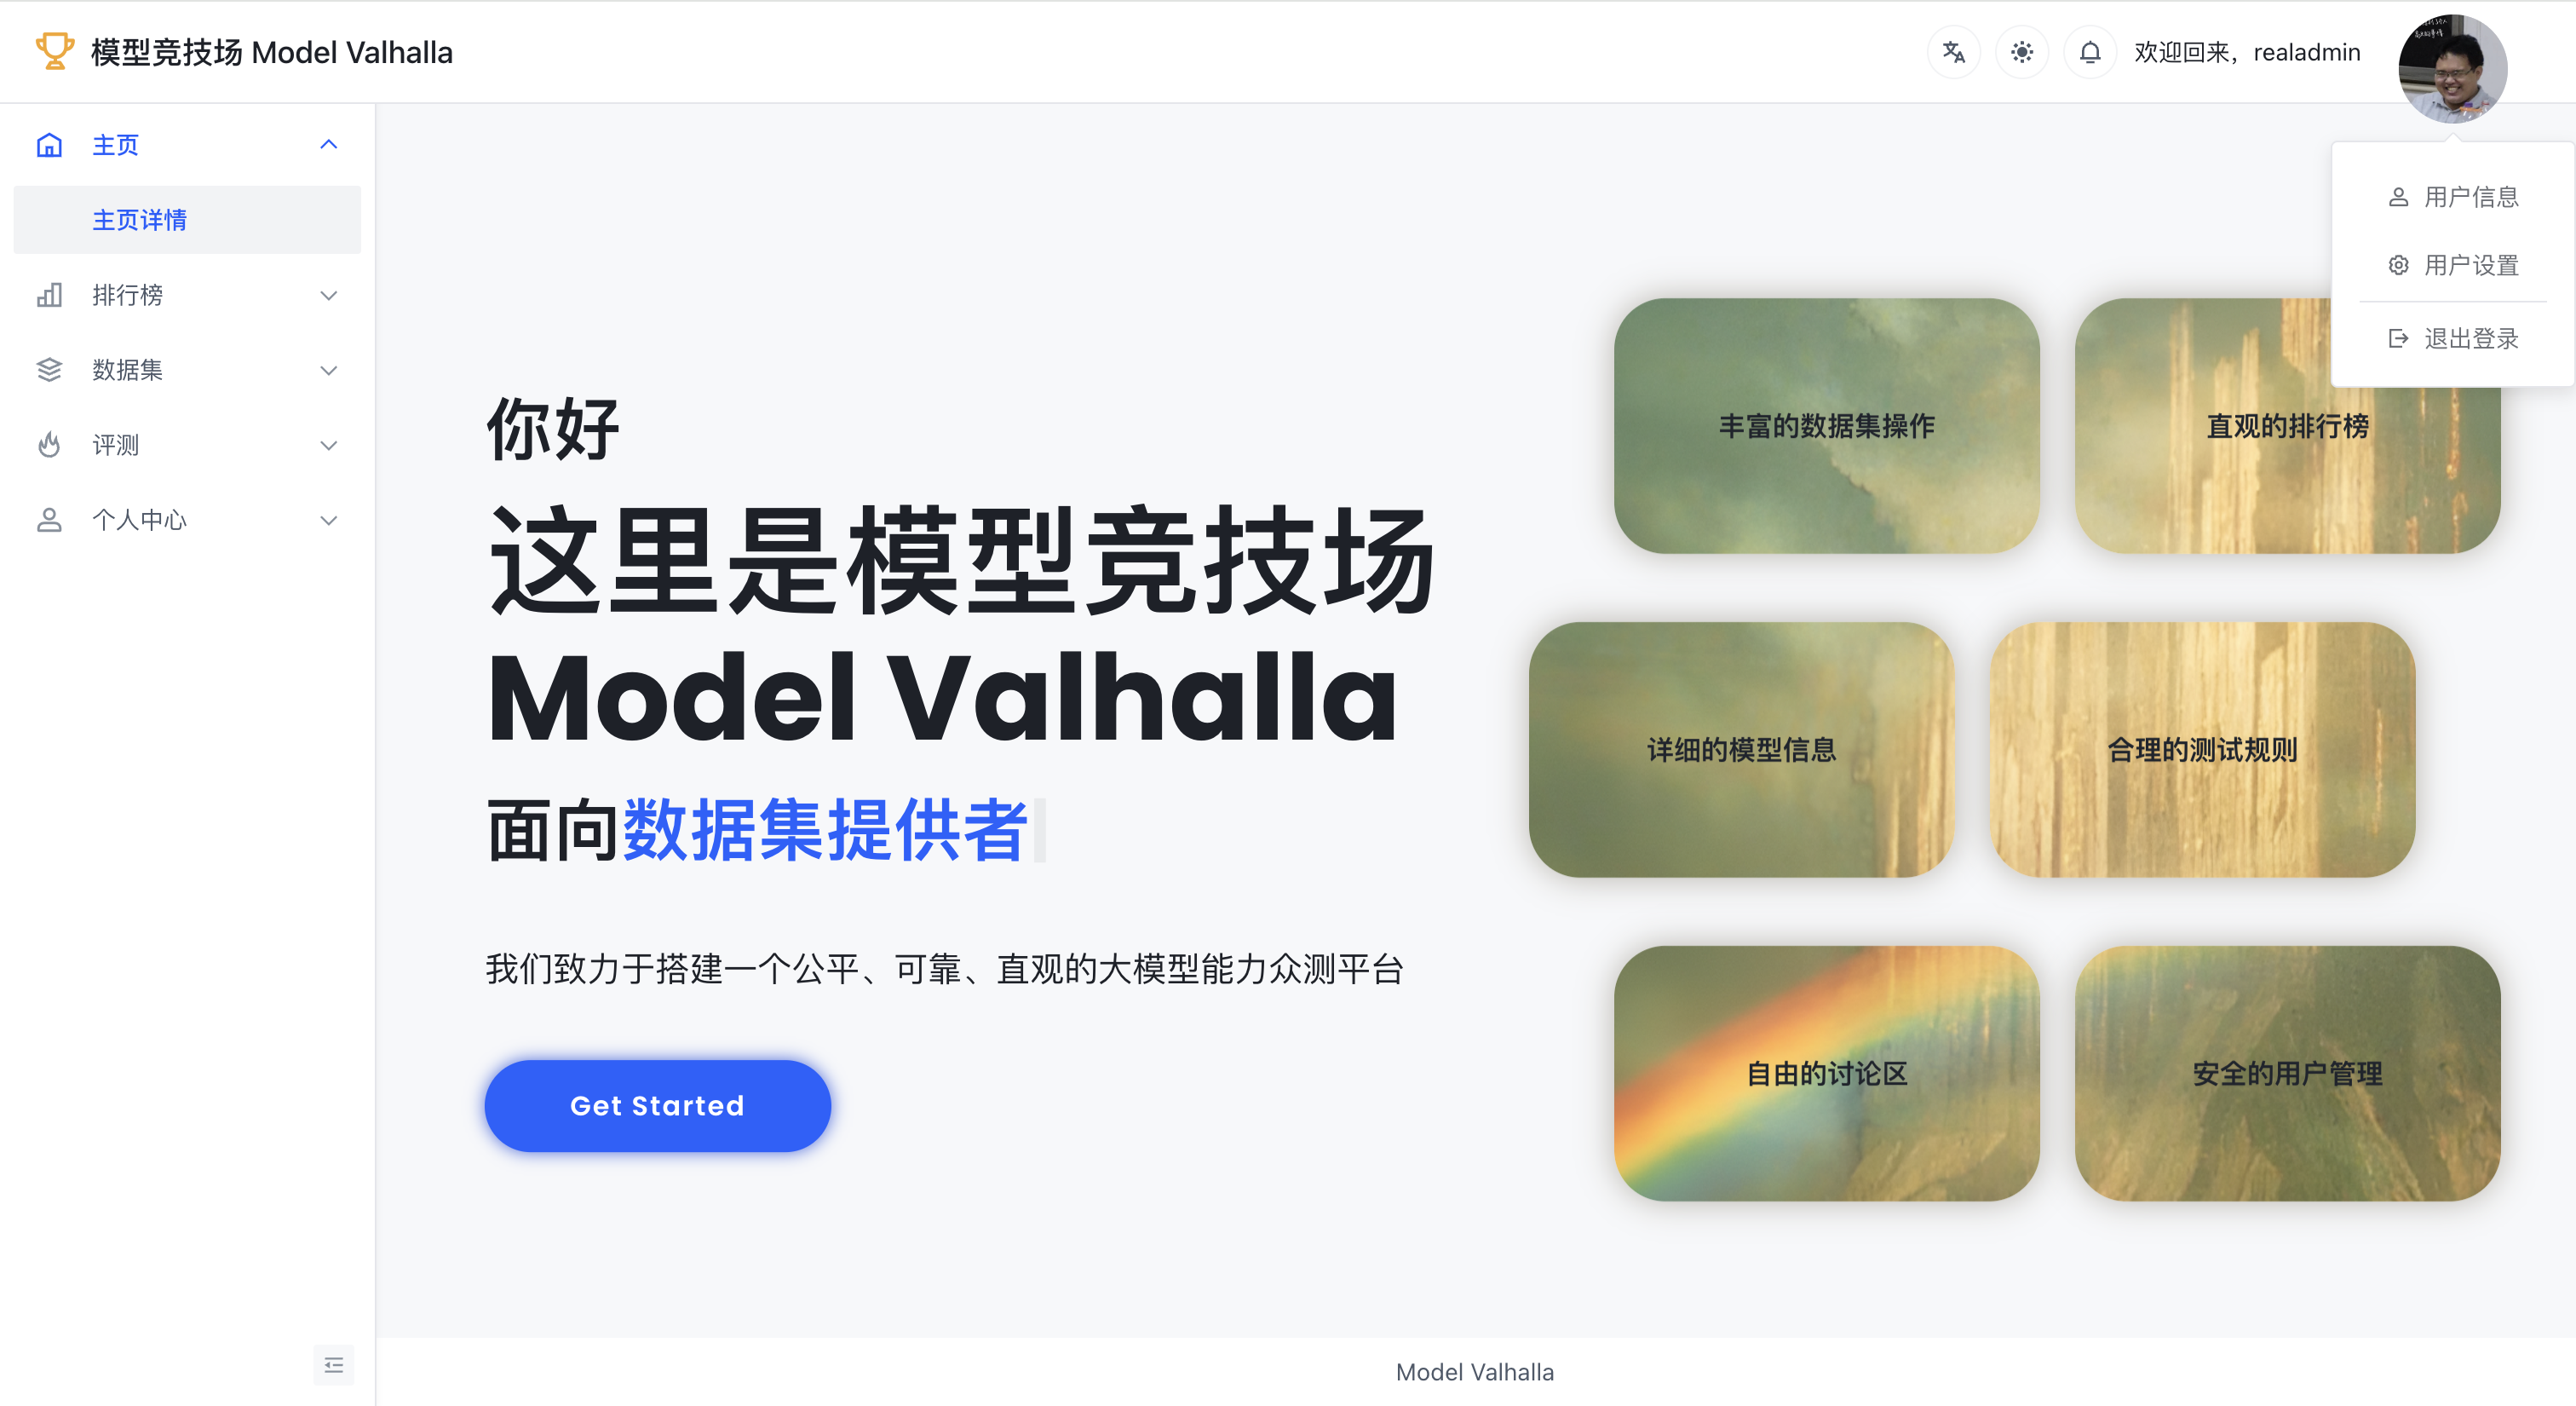 模型竞技场 Model Valhalla
欢迎回来，realadmin
主页
主页详情
排行榜
数据集
评测
个人中心
用户信息
用户设置
退出登录
你好
这里是模型竞技场
Model Valhalla
面向数据集提供者
我们致力于搭建一个公平、可靠、直观的大模型能力众测平台
Get Started
丰富的数据集操作
直观的排行榜
详细的模型信息
合理的测试规则
自由的讨论区
安全的用户管理
Model Valhalla